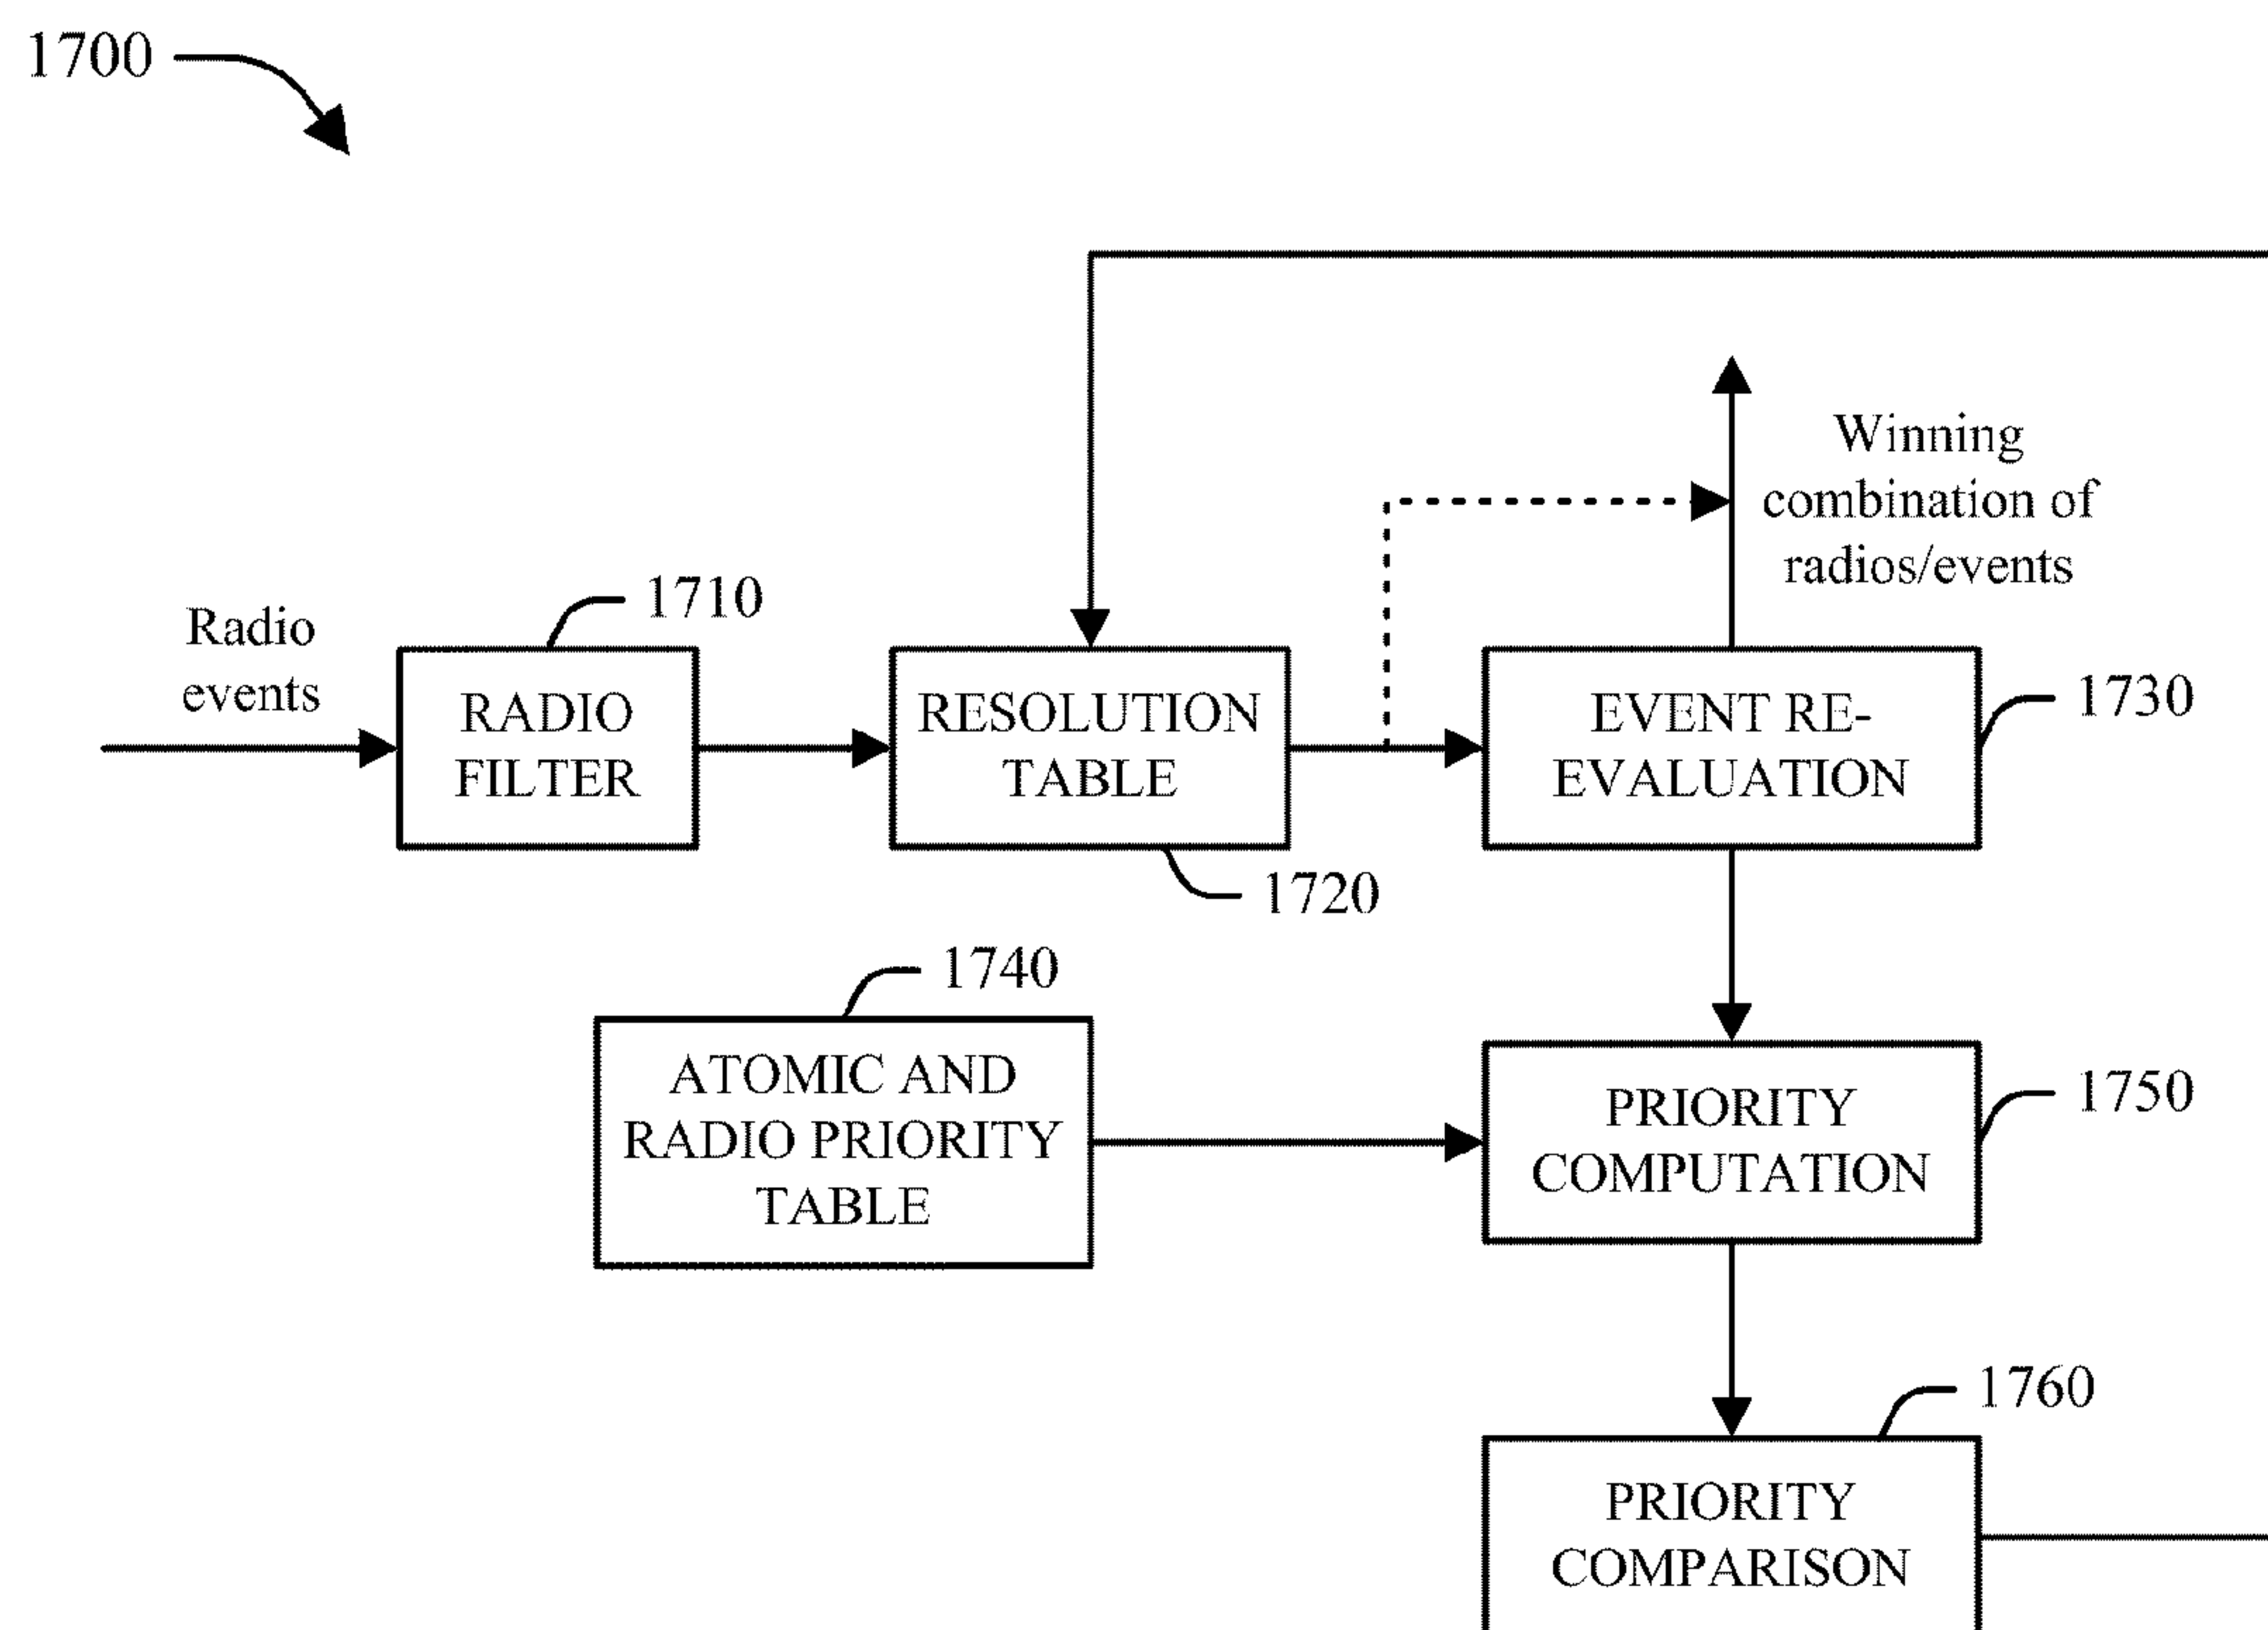 1700
Winning
combination of
radios/events
Radio
events
1710
RADIO
FILTER
RESOLUTION
TABLE
1720
EVENT RE-
EVALUATION
1730
1740
ATOMIC AND
RADIO PRIORITY
TABLE
PRIORITY
COMPUTATION
1750
1760
PRIORITY
COMPARISON